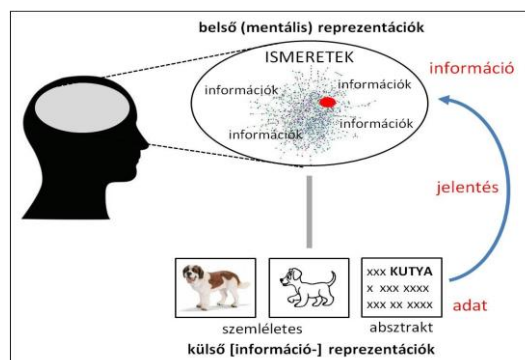 belső (mentális) reprezentációk
ISMERETEK
információ
információk
információk
információk
információk
jelentés
xxx KUTYA
x xxx xxxx
xxx xx xxxx
adat
szemléletes
absztrakt
külső [információ-] reprezentációk